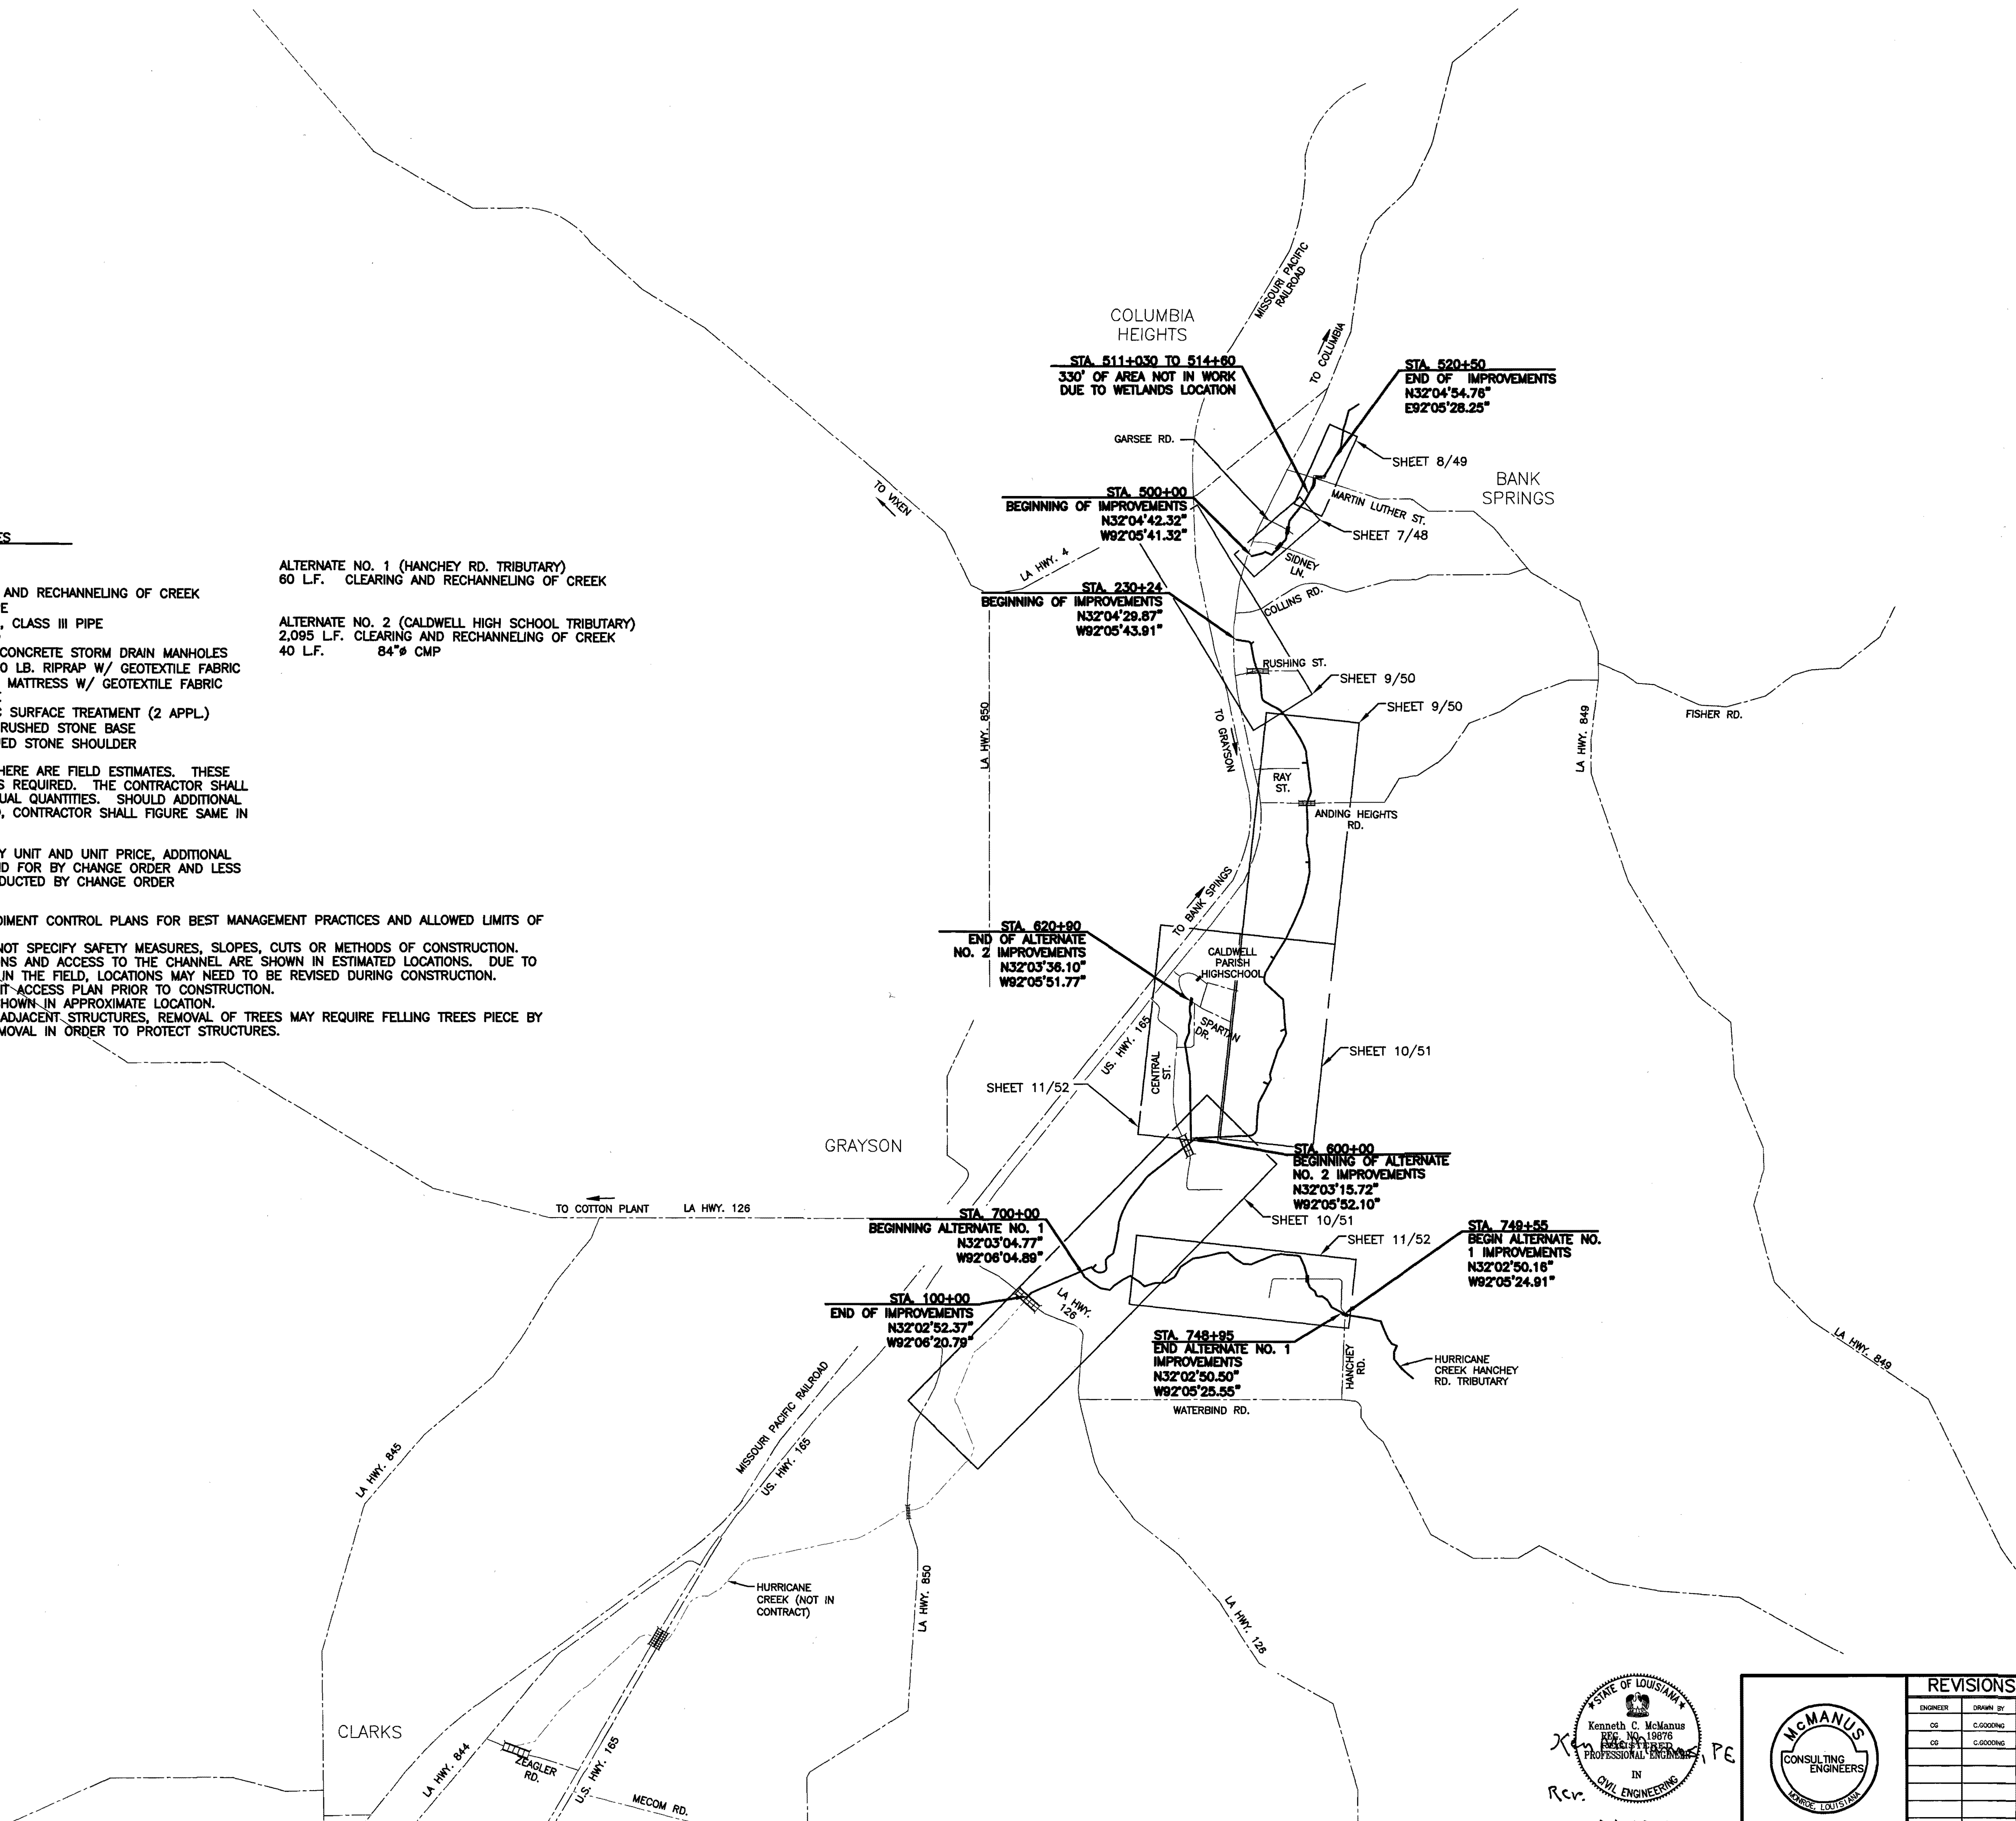 COLUMBIA
HEIGHTS
MISSOURI PACIFIC
RAILROAD
TO COLUMBIA
STA. 511+030 TO 514+60
330' OF AREA NOT IN WORK
DUE TO WETLANDS LOCATION
STA. 520+50
END OF IMPROVEMENTS
N32°04'54.76"
E92°05'28.25"
GARSEE RD.
SHEET 8/49
BANK
SPRINGS
MARTIN LUTHER ST.
SHEET 7/48
TO VIXEN
STA. 500+00
BEGINNING OF IMPROVEMENTS
N32°04'42.32"
W92°05'41.32"
SIDNEY
LN.
LA HWY. 4
COLLINS RD.
STA. 230+24
BEGINNING OF IMPROVEMENTS
N32°04'29.87"
W92°05'43.91"
RUSHING ST.
SHEET 9/50
SHEET 9/50
FISHER RD.
LA HWY. 850
LA HWY. 849
TO GRAYSON
RAY
ST.
ANDING HEIGHTS
RD.
ES
AND RECHANNELING OF CREEK
E
, CLASS III PIPE
CONCRETE STORM DRAIN MANHOLES
0 LB. RIPRAP W/ GEOTEXTILE FABRIC
MATTRESS W/ GEOTEXTILE FABRIC
C SURFACE TREATMENT (2 APPL.)
RUSHED STONE BASE
ED STONE SHOULDER
HERE ARE FIELD ESTIMATES. THESE
S REQUIRED. THE CONTRACTOR SHALL
UAL QUANTITIES. SHOULD ADDITIONAL
, CONTRACTOR SHALL FIGURE SAME IN
Y UNIT AND UNIT PRICE, ADDITIONAL
ID FOR BY CHANGE ORDER AND LESS
DUCTED BY CHANGE ORDER
DIMENT CONTROL PLANS FOR BEST MANAGEMENT PRACTICES AND ALLOWED LIMITS OF
NOT SPECIFY SAFETY MEASURES, SLOPES, CUTS OR METHODS OF CONSTRUCTION.
NS AND ACCESS TO THE CHANNEL ARE SHOWN IN ESTIMATED LOCATIONS. DUE TO
IN THE FIELD, LOCATIONS MAY NEED TO BE REVISED DURING CONSTRUCTION.
IT ACCESS PLAN PRIOR TO CONSTRUCTION.
HOWN IN APPROXIMATE LOCATION.
ADJACENT STRUCTURES, REMOVAL OF TREES MAY REQUIRE FELLING TREES PIECE BY
MOVAL IN ORDER TO PROTECT STRUCTURES.
ALTERNATE NO. 1 (HANCHEY RD. TRIBUTARY)
60 L.F. CLEARING AND RECHANNELING OF CREEK
ALTERNATE NO. 2 (CALDWELL HIGH SCHOOL TRIBUTARY)
2,095 L.F. CLEARING AND RECHANNELING OF CREEK
40 L.F. 84"ø CMP
TO BANK SPINGS
STA. 620+90
END OF ALTERNATE
NO. 2 IMPROVEMENTS
N32°03'36.10"
W92°05'51.77"
CALDWELL
PARISH
HIGHSCHOOL
SPARTAN
DR.
US. HWY. 165
CENTRAL
ST.
SHEET 10/51
SHEET 11/52
GRAYSON
STA. 600+00
BEGINNING OF ALTERNATE
NO. 2 IMPROVEMENTS
N32°03'15.72"
W92°05'52.10"
TO COTTON PLANT
LA HWY. 126
STA. 700+00
BEGINNING ALTERNATE NO. 1
N32°03'04.77"
W92°06'04.89"
SHEET 10/51
SHEET 11/52
STA. 749+55
BEGIN ALTERNATE NO.
1 IMPROVEMENTS
N32°02'50.16"
W92°05'24.91"
STA. 100+00
END OF IMPROVEMENTS
N32°02'52.37"
W92°06'20.79"
LA HWY.
126
STA. 748+95
END ALTERNATE NO. 1
IMPROVEMENTS
N32°02'50.50"
W92°05'25.55"
HANCHEY
RD.
HURRICANE
CREEK HANCHEY
RD. TRIBUTARY
LA HWY. 849
WATERBIND RD.
MISSOURI PACIFIC RAILROAD
US. HWY. 165
LA HWY. 845
HURRICANE
CREEK (NOT IN
CONTRACT)
LA HWY. 850
LA HWY. 126
CLARKS
LA HWY. 844
ZEAGLER
RD.
U.S. HWY. 165
MECOM RD.
STATE OF LOUISIANA
Kenneth C. McManus
REG. NO. 19876
REGISTERED
PROFESSIONAL ENGINEER
IN
CIVIL ENGINEERING
PE
Rev.
McMANUS
CONSULTING
ENGINEERS
MONROE, LOUISIANA
REVISIONS
ENGINEER DRAWN BY
CG C.GOODING
CG C.GOODING